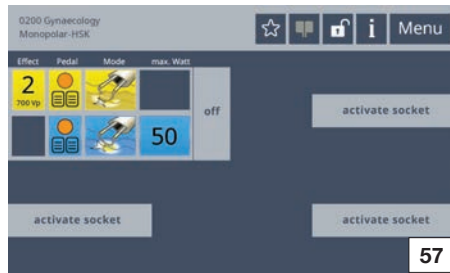 0200 Gynaecology
Monopolar-HSK
i
Menu
Effect Pedal Mode max. Watt
2
700 Vp
off
50
activate socket
activate socket
activate socket
57